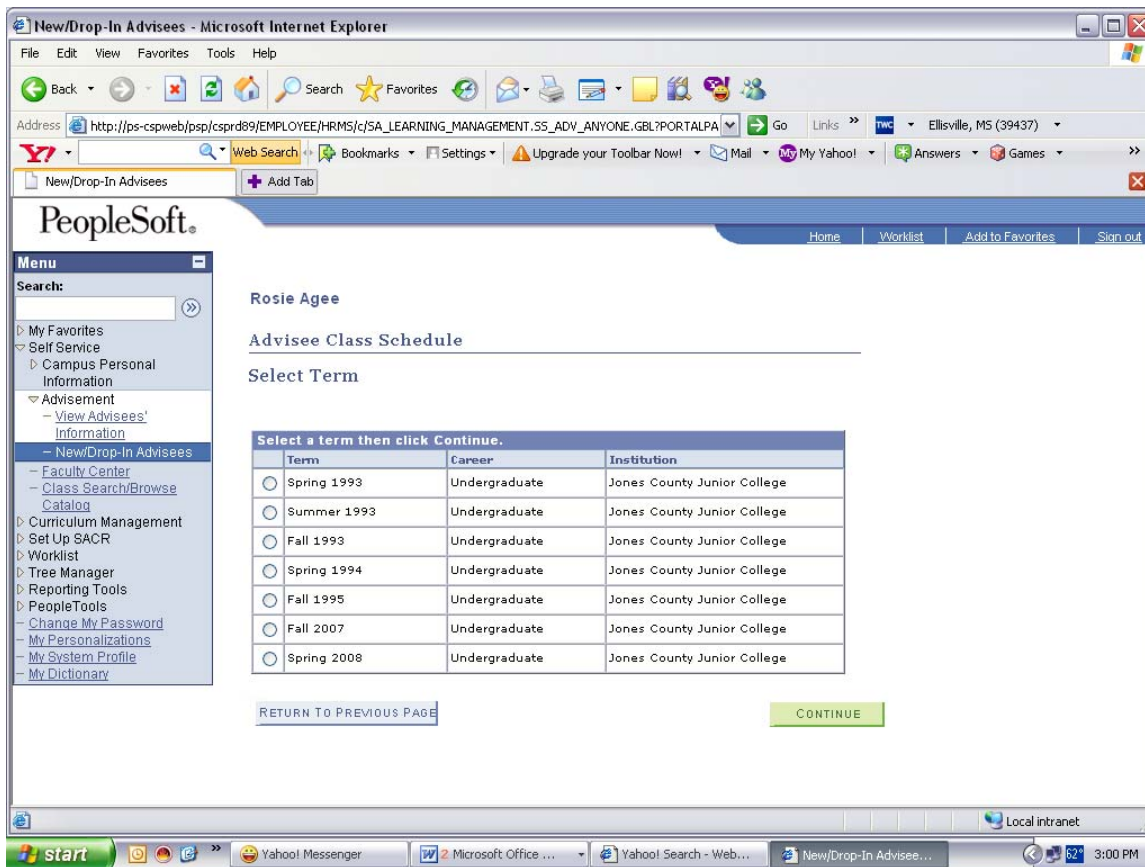 New/Drop-In Advisees - Microsoft Internet Explorer
File Edit View Favorites Tools Help
Back Search Favorites
Address http://ps-cspweb/psp/csprd89/EMPLOYEE/HRMS/c/SA_LEARNING_MANAGEMENT.SS_ADV_ANYONE.GBL?PORTALPA Go Links » TWC Ellisville, MS (39437)
Y! Web Search Bookmarks Settings Upgrade your Toolbar Now! Mail My My Yahoo! Answers Games »
New/Drop-In Advisees Add Tab
PeopleSoft®
Home Worklist Add to Favorites Sign out
Menu
Search:
My Favorites
Self Service
Campus Personal
Information
Advisement
– View Advisees'
Information
– New/Drop-In Advisees
– Faculty Center
– Class Search/Browse
Catalog
Curriculum Management
Set Up SACR
Worklist
Tree Manager
Reporting Tools
PeopleTools
– Change My Password
– My Personalizations
– My System Profile
– My Dictionary
Rosie Agee
Advisee Class Schedule
Select Term
Select a term then click Continue.
Term Career Institution
Spring 1993 Undergraduate Jones County Junior College
Summer 1993 Undergraduate Jones County Junior College
Fall 1993 Undergraduate Jones County Junior College
Spring 1994 Undergraduate Jones County Junior College
Fall 1995 Undergraduate Jones County Junior College
Fall 2007 Undergraduate Jones County Junior College
Spring 2008 Undergraduate Jones County Junior College
RETURN TO PREVIOUS PAGE CONTINUE
Local intranet
start » Yahoo! Messenger 2 Microsoft Office ... Yahoo! Search - Web... New/Drop-In Advisee... 62° 3:00 PM